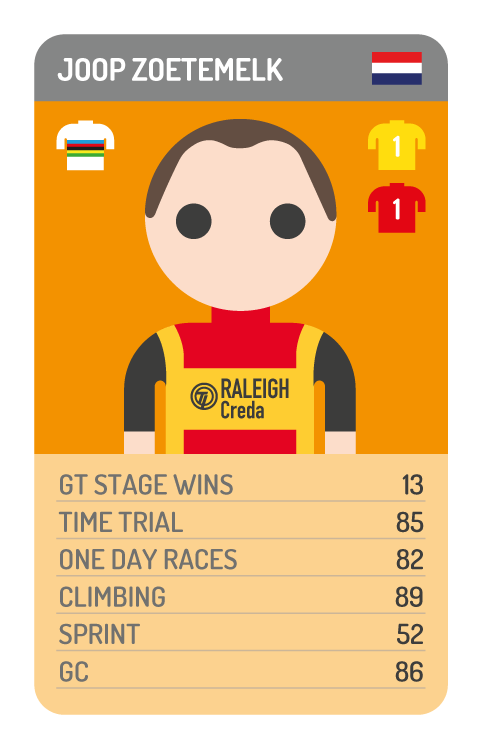 JOOP ZOETEMELK
1
1
TI
RALEIGH
Creda
GT STAGE WINS 13
TIME TRIAL 85
ONE DAY RACES 82
CLIMBING 89
SPRINT 52
GC 86